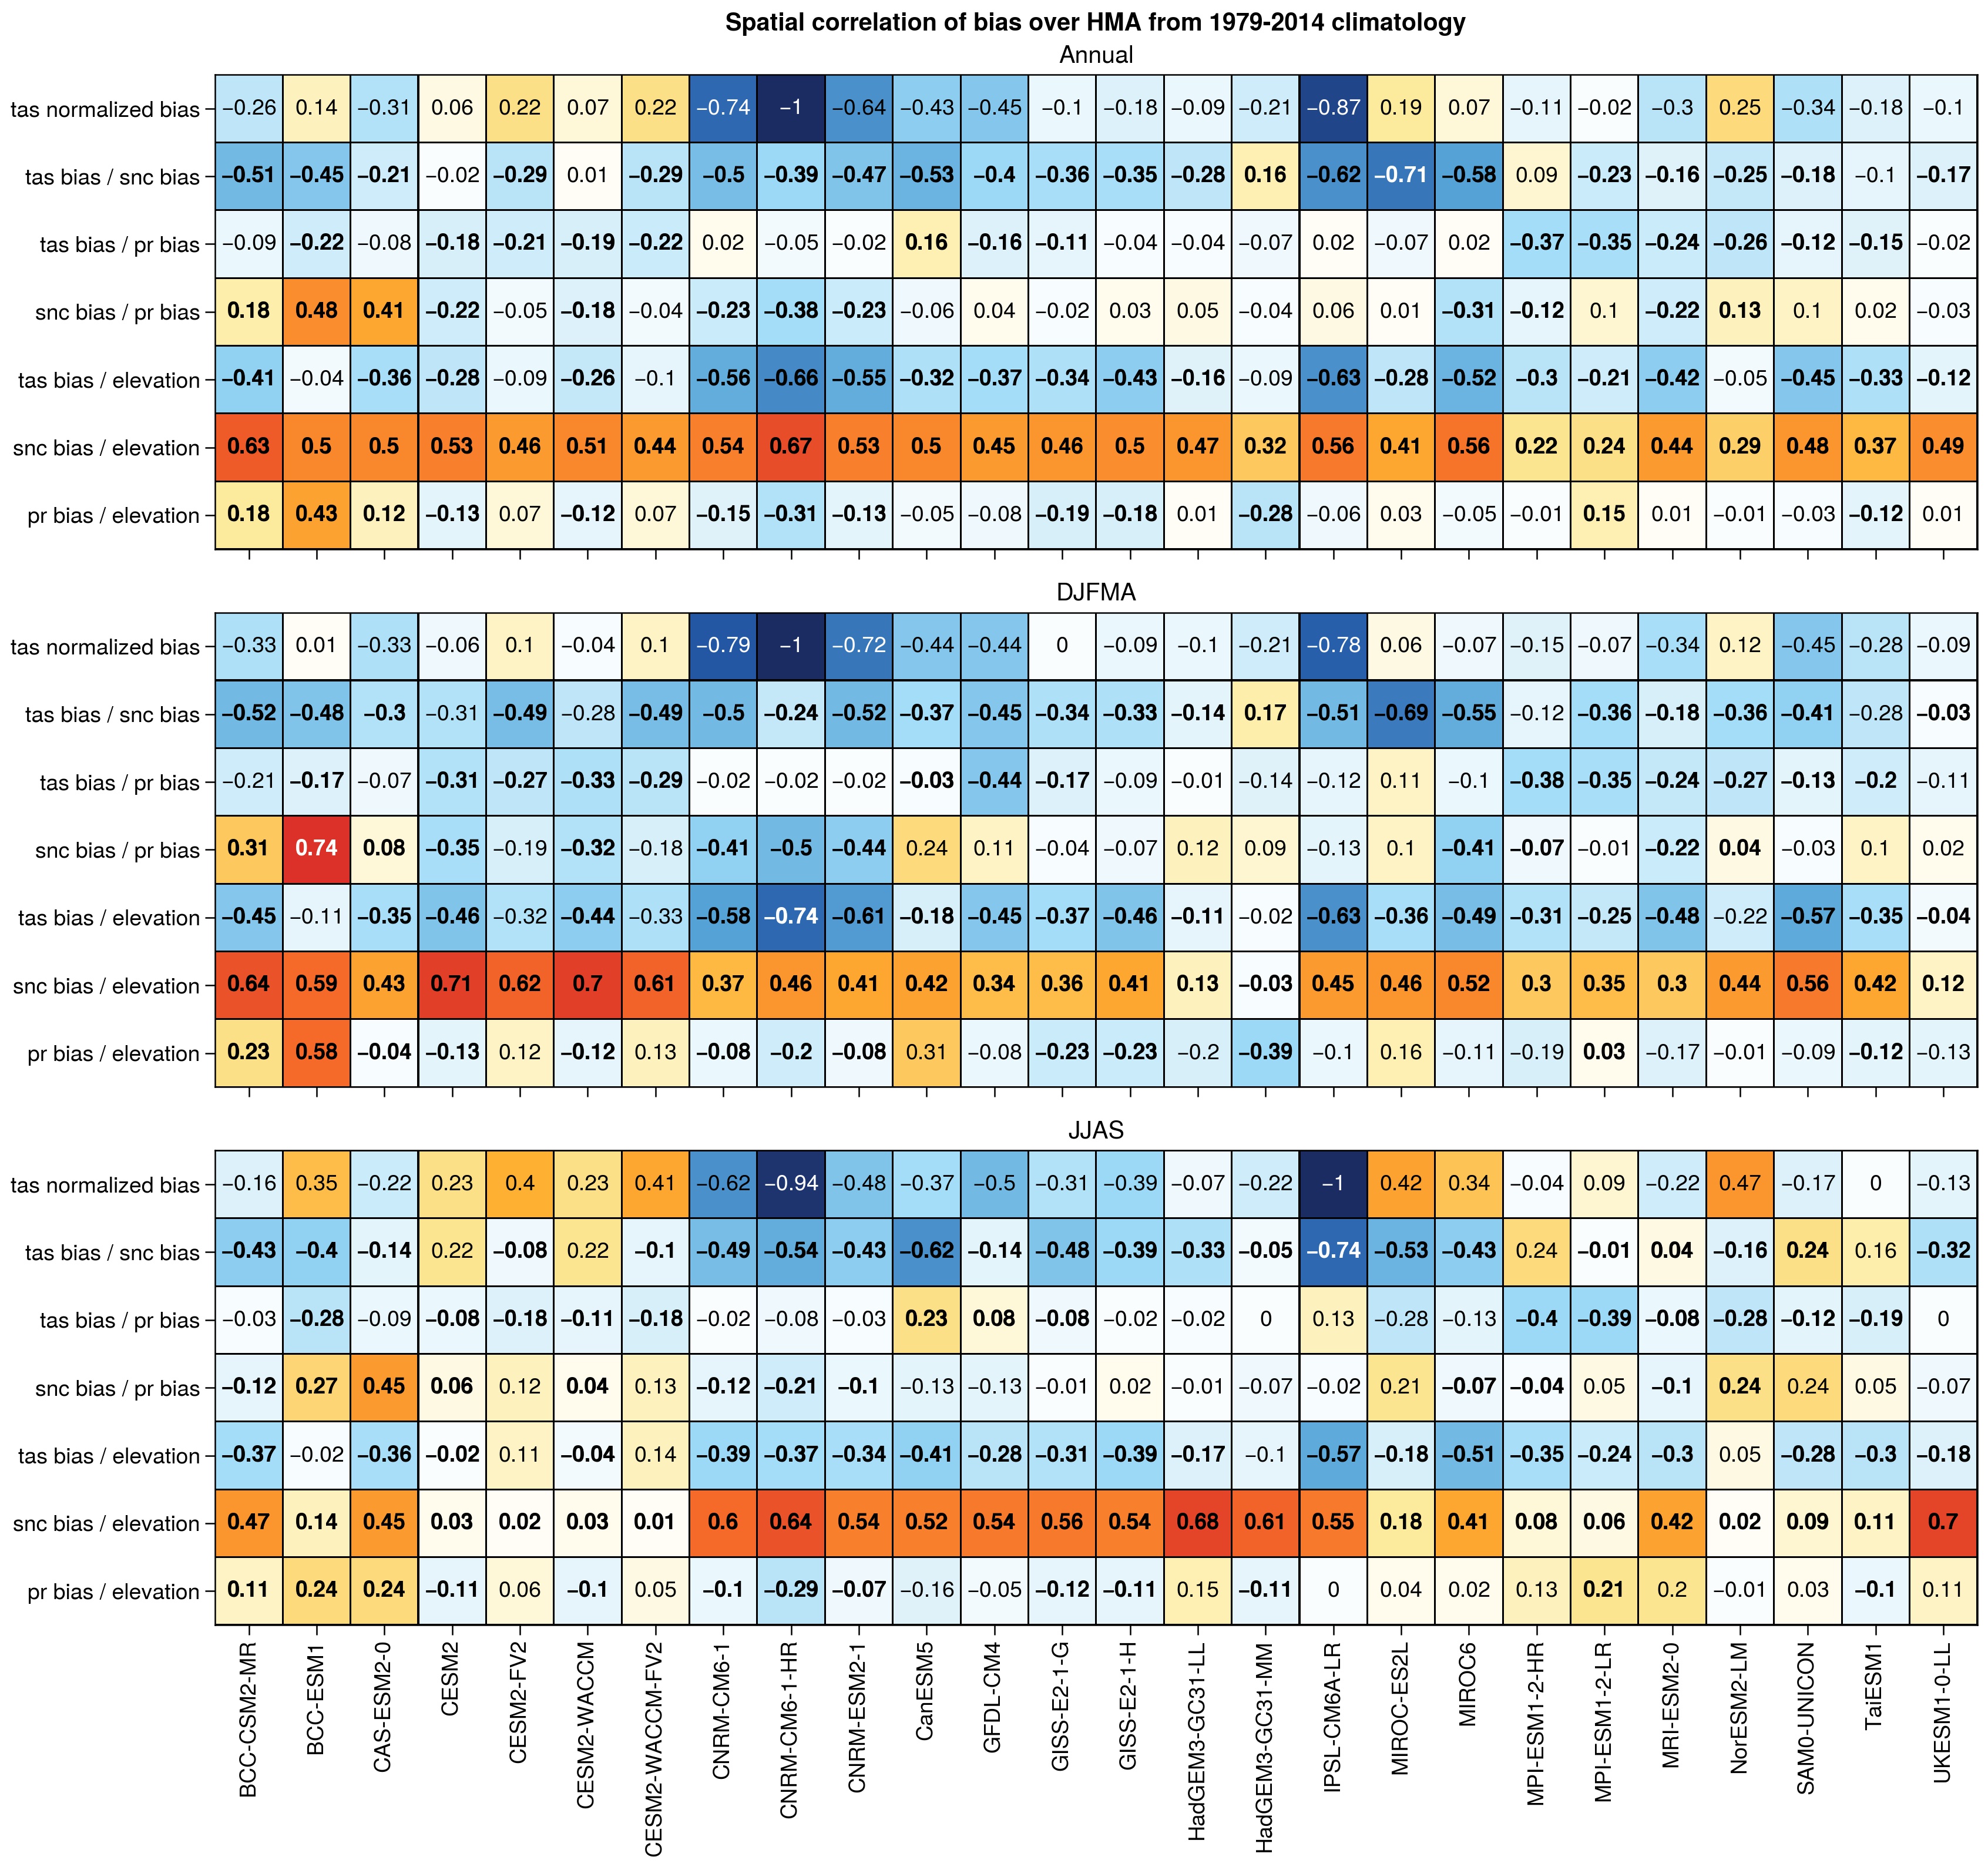 Spatial correlation of bias over HMA from 1979-2014 climatology
Annual
tas normalized bias −0.26 0.14 −0.31 0.06 0.22 0.07 0.22 −0.74 −1 −0.64 −0.43 −0.45 −0.1 −0.18 −0.09 −0.21 −0.87 0.19 0.07 −0.11 −0.02 −0.3 0.25 −0.34 −0.18 −0.1
tas bias / snc bias −0.51 −0.45 −0.21 −0.02 −0.29 0.01 −0.29 −0.5 −0.39 −0.47 −0.53 −0.4 −0.36 −0.35 −0.28 0.16 −0.62 −0.71 −0.58 0.09 −0.23 −0.16 −0.25 −0.18 −0.1 −0.17
tas bias / pr bias −0.09 −0.22 −0.08 −0.18 −0.21 −0.19 −0.22 0.02 −0.05 −0.02 0.16 −0.16 −0.11 −0.04 −0.04 −0.07 0.02 −0.07 0.02 −0.37 −0.35 −0.24 −0.26 −0.12 −0.15 −0.02
snc bias / pr bias 0.18 0.48 0.41 −0.22 −0.05 −0.18 −0.04 −0.23 −0.38 −0.23 −0.06 0.04 −0.02 0.03 0.05 −0.04 0.06 0.01 −0.31 −0.12 0.1 −0.22 0.13 0.1 0.02 −0.03
tas bias / elevation −0.41 −0.04 −0.36 −0.28 −0.09 −0.26 −0.1 −0.56 −0.66 −0.55 −0.32 −0.37 −0.34 −0.43 −0.16 −0.09 −0.63 −0.28 −0.52 −0.3 −0.21 −0.42 −0.05 −0.45 −0.33 −0.12
snc bias / elevation 0.63 0.5 0.5 0.53 0.46 0.51 0.44 0.54 0.67 0.53 0.5 0.45 0.46 0.5 0.47 0.32 0.56 0.41 0.56 0.22 0.24 0.44 0.29 0.48 0.37 0.49
pr bias / elevation 0.18 0.43 0.12 −0.13 0.07 −0.12 0.07 −0.15 −0.31 −0.13 −0.05 −0.08 −0.19 −0.18 0.01 −0.28 −0.06 0.03 −0.05 −0.01 0.15 0.01 −0.01 −0.03 −0.12 0.01
DJFMA
tas normalized bias −0.33 0.01 −0.33 −0.06 0.1 −0.04 0.1 −0.79 −1 −0.72 −0.44 −0.44 0 −0.09 −0.1 −0.21 −0.78 0.06 −0.07 −0.15 −0.07 −0.34 0.12 −0.45 −0.28 −0.09
tas bias / snc bias −0.52 −0.48 −0.3 −0.31 −0.49 −0.28 −0.49 −0.5 −0.24 −0.52 −0.37 −0.45 −0.34 −0.33 −0.14 0.17 −0.51 −0.69 −0.55 −0.12 −0.36 −0.18 −0.36 −0.41 −0.28 −0.03
tas bias / pr bias −0.21 −0.17 −0.07 −0.31 −0.27 −0.33 −0.29 −0.02 −0.02 −0.02 −0.03 −0.44 −0.17 −0.09 −0.01 −0.14 −0.12 0.11 −0.1 −0.38 −0.35 −0.24 −0.27 −0.13 −0.2 −0.11
snc bias / pr bias 0.31 0.74 0.08 −0.35 −0.19 −0.32 −0.18 −0.41 −0.5 −0.44 0.24 0.11 −0.04 −0.07 0.12 0.09 −0.13 0.1 −0.41 −0.07 −0.01 −0.22 0.04 −0.03 0.1 0.02
tas bias / elevation −0.45 −0.11 −0.35 −0.46 −0.32 −0.44 −0.33 −0.58 −0.74 −0.61 −0.18 −0.45 −0.37 −0.46 −0.11 −0.02 −0.63 −0.36 −0.49 −0.31 −0.25 −0.48 −0.22 −0.57 −0.35 −0.04
snc bias / elevation 0.64 0.59 0.43 0.71 0.62 0.7 0.61 0.37 0.46 0.41 0.42 0.34 0.36 0.41 0.13 −0.03 0.45 0.46 0.52 0.3 0.35 0.3 0.44 0.56 0.42 0.12
pr bias / elevation 0.23 0.58 −0.04 −0.13 0.12 −0.12 0.13 −0.08 −0.2 −0.08 0.31 −0.08 −0.23 −0.23 −0.2 −0.39 −0.1 0.16 −0.11 −0.19 0.03 −0.17 −0.01 −0.09 −0.12 −0.13
JJAS
tas normalized bias −0.16 0.35 −0.22 0.23 0.4 0.23 0.41 −0.62 −0.94 −0.48 −0.37 −0.5 −0.31 −0.39 −0.07 −0.22 −1 0.42 0.34 −0.04 0.09 −0.22 0.47 −0.17 0 −0.13
tas bias / snc bias −0.43 −0.4 −0.14 0.22 −0.08 0.22 −0.1 −0.49 −0.54 −0.43 −0.62 −0.14 −0.48 −0.39 −0.33 −0.05 −0.74 −0.53 −0.43 0.24 −0.01 0.04 −0.16 0.24 0.16 −0.32
tas bias / pr bias −0.03 −0.28 −0.09 −0.08 −0.18 −0.11 −0.18 −0.02 −0.08 −0.03 0.23 0.08 −0.08 −0.02 −0.02 0 0.13 −0.28 −0.13 −0.4 −0.39 −0.08 −0.28 −0.12 −0.19 0
snc bias / pr bias −0.12 0.27 0.45 0.06 0.12 0.04 0.13 −0.12 −0.21 −0.1 −0.13 −0.13 −0.01 0.02 −0.01 −0.07 −0.02 0.21 −0.07 −0.04 0.05 −0.1 0.24 0.24 0.05 −0.07
tas bias / elevation −0.37 −0.02 −0.36 −0.02 0.11 −0.04 0.14 −0.39 −0.37 −0.34 −0.41 −0.28 −0.31 −0.39 −0.17 −0.1 −0.57 −0.18 −0.51 −0.35 −0.24 −0.3 0.05 −0.28 −0.3 −0.18
snc bias / elevation 0.47 0.14 0.45 0.03 0.02 0.03 0.01 0.6 0.64 0.54 0.52 0.54 0.56 0.54 0.68 0.61 0.55 0.18 0.41 0.08 0.06 0.42 0.02 0.09 0.11 0.7
pr bias / elevation 0.11 0.24 0.24 −0.11 0.06 −0.1 0.05 −0.1 −0.29 −0.07 −0.16 −0.05 −0.12 −0.11 0.15 −0.11 0 0.04 0.02 0.13 0.21 0.2 −0.01 0.03 −0.1 0.11
BCC-CSM2-MR
BCC-ESM1
CAS-ESM2-0
CESM2
CESM2-FV2
CESM2-WACCM
CESM2-WACCM-FV2
CNRM-CM6-1
CNRM-CM6-1-HR
CNRM-ESM2-1
CanESM5
GFDL-CM4
GISS-E2-1-G
GISS-E2-1-H
HadGEM3-GC31-LL
HadGEM3-GC31-MM
IPSL-CM6A-LR
MIROC-ES2L
MIROC6
MPI-ESM1-2-HR
MPI-ESM1-2-LR
MRI-ESM2-0
NorESM2-LM
SAM0-UNICON
TaiESM1
UKESM1-0-LL